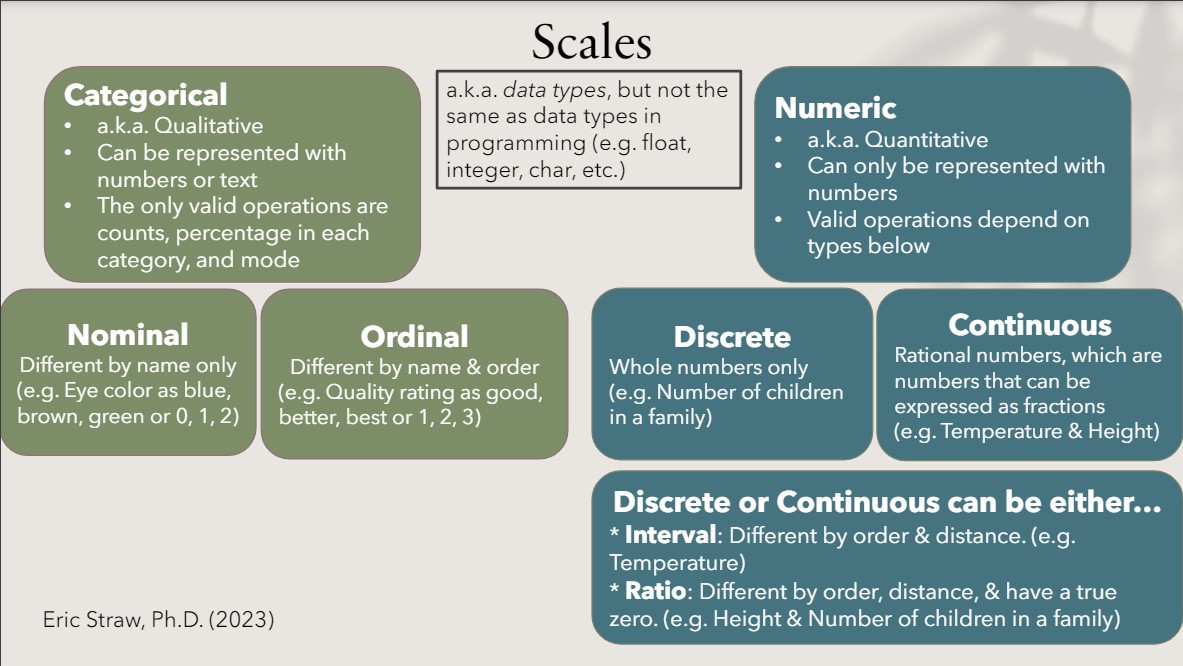 Scales
Categorical
• a.k.a. Qualitative
• Can be represented with
numbers or text
• The only valid operations are
counts, percentage in each
category, and mode
a.k.a. data types, but not the
same as data types in
programming (e.g. float,
integer, char, etc.)
Numeric
• a.k.a. Quantitative
• Can only be represented with
numbers
• Valid operations depend on
types below
Nominal
Different by name only
(e.g. Eye color as blue,
brown, green or 0, 1, 2)
Ordinal
Different by name & order
(e.g. Quality rating as good,
better, best or 1, 2, 3)
Discrete
Whole numbers only
(e.g. Number of children
in a family)
Continuous
Rational numbers, which are
numbers that can be
expressed as fractions
(e.g. Temperature & Height)
Discrete or Continuous can be either…
* Interval: Different by order & distance. (e.g.
Temperature)
* Ratio: Different by order, distance, & have a true
zero. (e.g. Height & Number of children in a family)
Eric Straw, Ph.D. (2023)